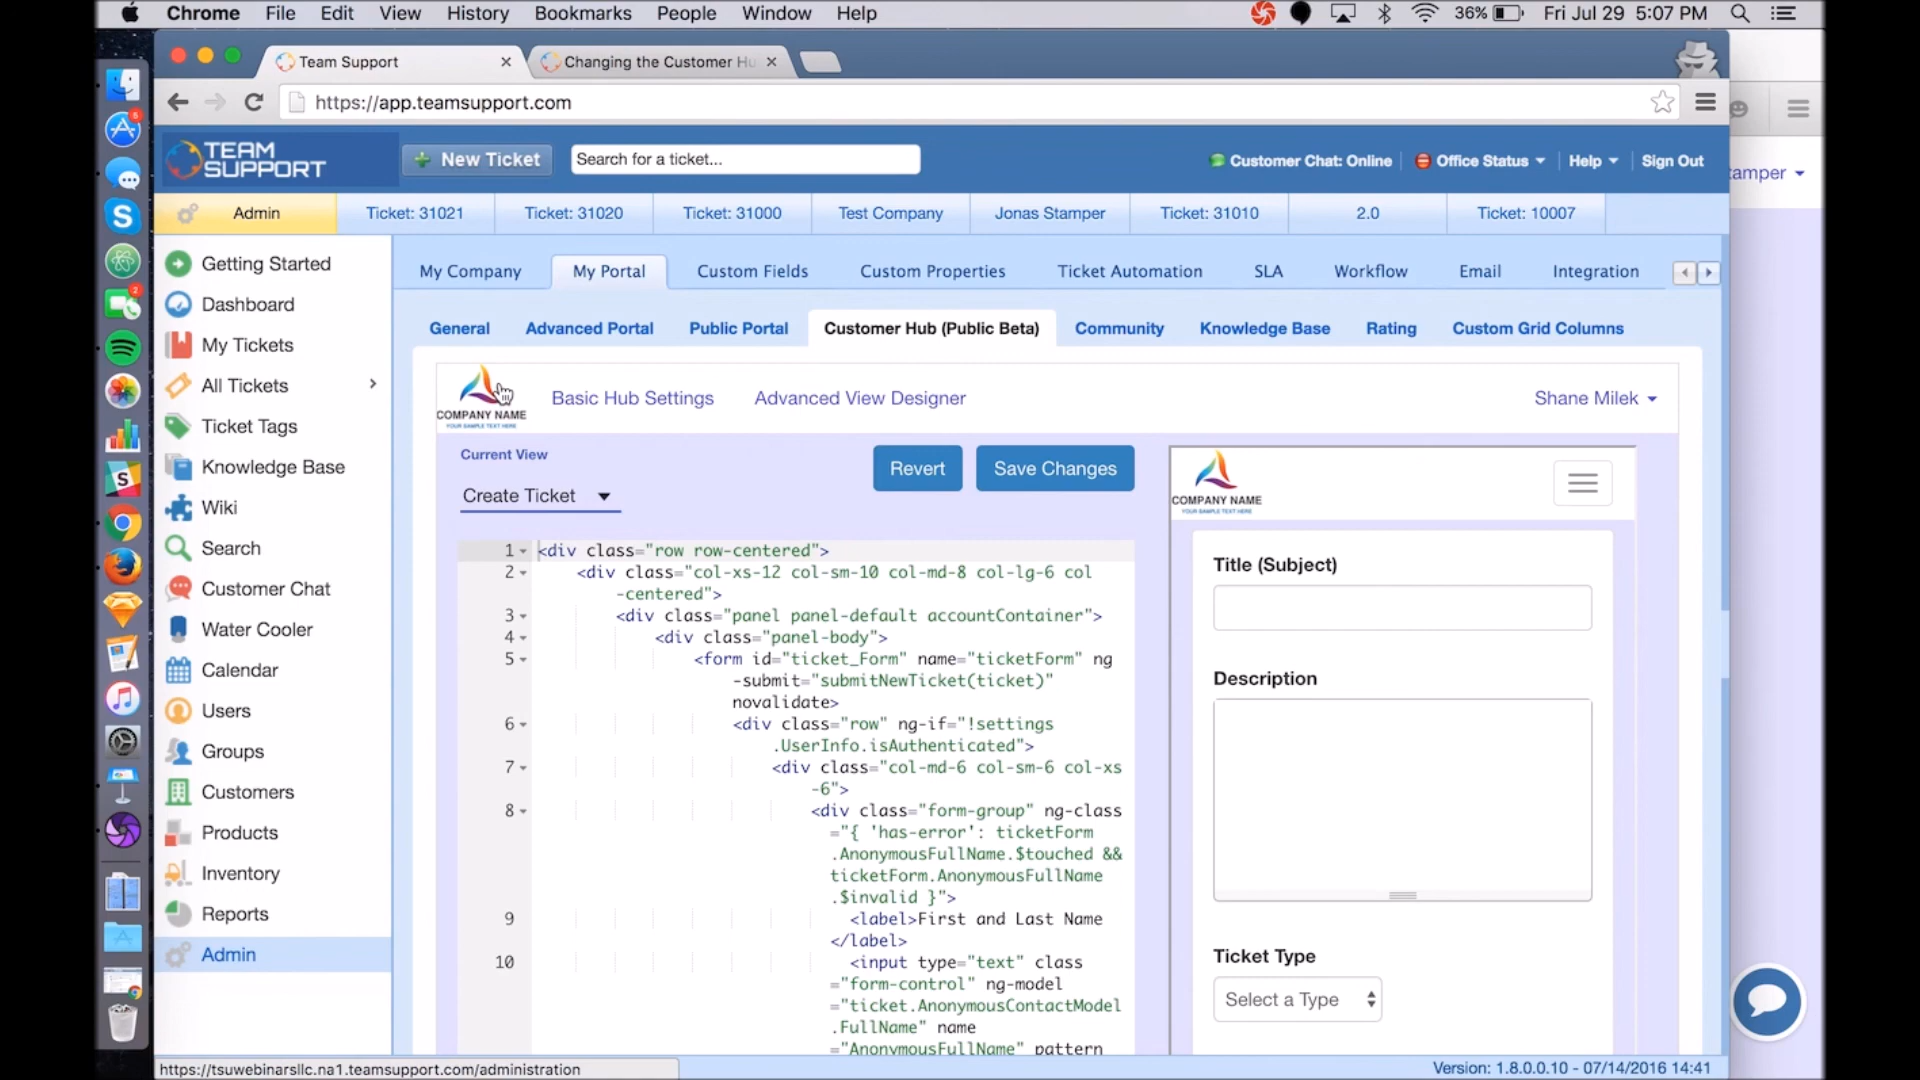 Chrome File Edit View History Bookmarks People Window Help 36% Fri Jul 29 5:07 PM
Team Support
Changing the Customer Hu
https://app.teamsupport.com
TEAM
SUPPORT
New Ticket
Search for a ticket...
Customer Chat: Online
Office Status
Help
Sign Out
tamper
Admin
Ticket: 31021
Ticket: 31020
Ticket: 31000
Test Company
Jonas Stamper
Ticket: 31010
2.0
Ticket: 10007
Getting Started
Dashboard
My Tickets
All Tickets
Ticket Tags
Knowledge Base
Wiki
Search
Customer Chat
Water Cooler
Calendar
Users
Groups
Customers
Products
Inventory
Reports
Admin
My Company
My Portal
Custom Fields
Custom Properties
Ticket Automation
SLA
Workflow
Email
Integration
General
Advanced Portal
Public Portal
Customer Hub (Public Beta)
Community
Knowledge Base
Rating
Custom Grid Columns
COMPANY NAME
YOUR SAMPLE TEXT HERE
Basic Hub Settings
Advanced View Designer
Shane Milek
Current View
Create Ticket
Revert
Save Changes
1 <div class="row row-centered">
2 <div class="col-xs-12 col-sm-10 col-md-8 col-lg-6 col
-centered">
3 <div class="panel panel-default accountContainer">
4 <div class="panel-body">
5 <form id="ticket_Form" name="ticketForm" ng
-submit="submitNewTicket(ticket)"
novalidate>
6 <div class="row" ng-if="!settings
.UserInfo.isAuthenticated">
7 <div class="col-md-6 col-sm-6 col-xs
-6">
8 <div class="form-group" ng-class
="{ 'has-error': ticketForm
.AnonymousFullName.$touched &&
ticketForm.AnonymousFullName
.$invalid }">
9 <label>First and Last Name
</label>
10 <input type="text" class
="form-control" ng-model
="ticket.AnonymousContactModel
.FullName" name
="AnonymousFullName" pattern
COMPANY NAME
YOUR SAMPLE TEXT HERE
Title (Subject)
Description
Ticket Type
Select a Type
https://tsuwebinarsllc.na1.teamsupport.com/administration
Version: 1.8.0.0.10 - 07/14/2016 14:41